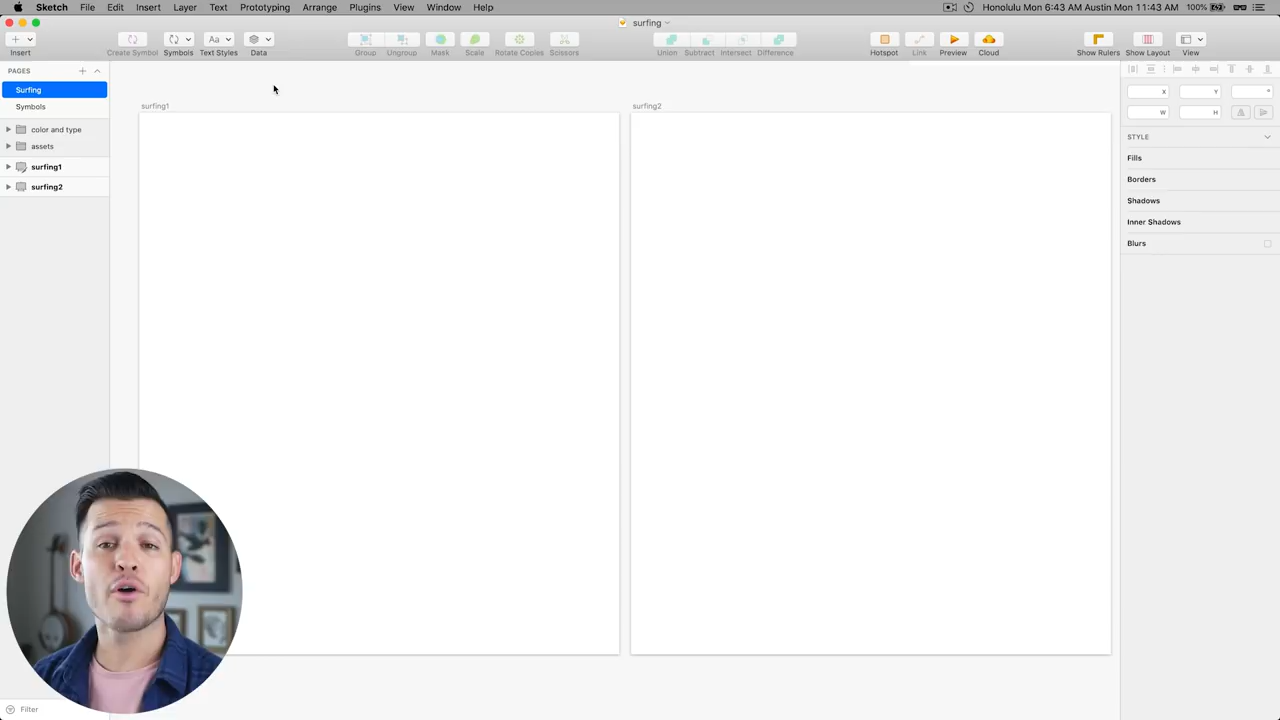 Sketch File Edit Insert Layer Text Prototyping Arrange Plugins View Window Help Honolulu Mon 6:43 AM Austin Mon 11:43 AM 100%
surfing
Insert Create Symbol Symbols Text Styles Data Group Ungroup Mask Scale Rotate Copies Scissors Union Subtract Intersect Difference Hotspot Link Preview Cloud Show Rulers Show Layout View
Aa
PAGES
Surfing
Symbols
color and type
assets
surfing1
surfing2
Filter
surfing1
surfing2
X Y °
W H
STYLE
Fills
Borders
Shadows
Inner Shadows
Blurs